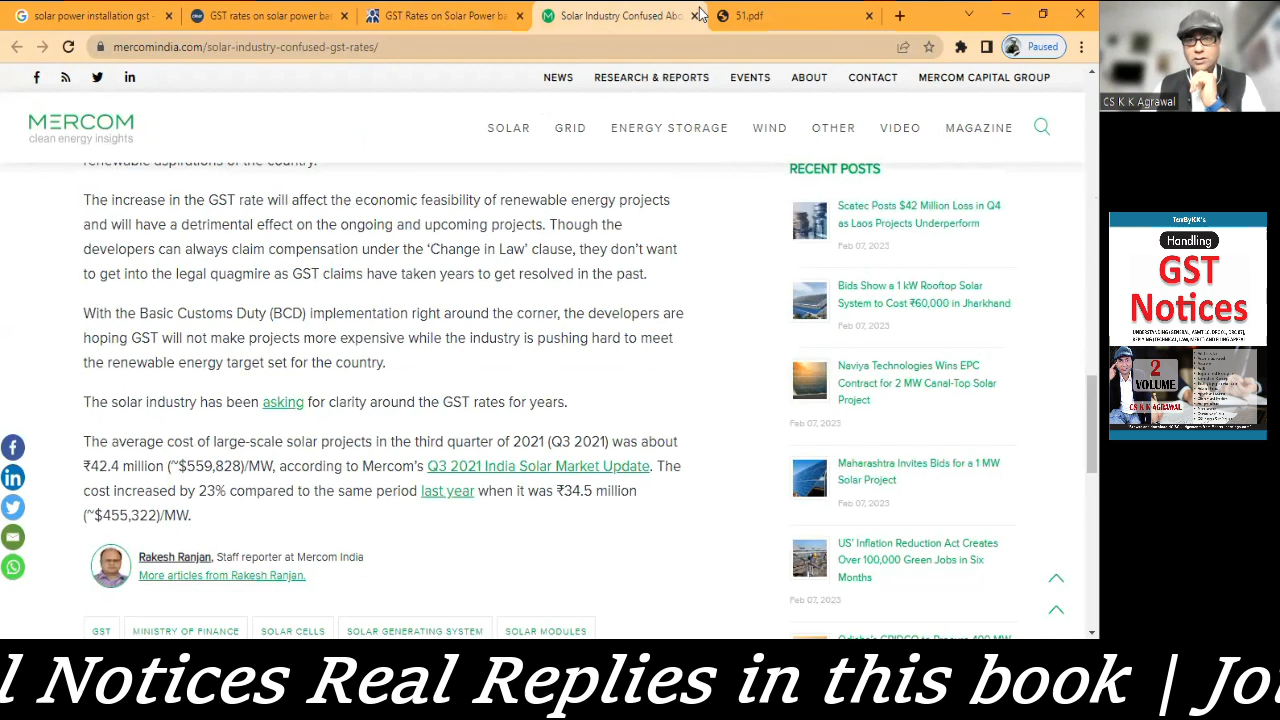 solar power installation gst -
GST rates on solar power bas
GST Rates on Solar Power ba
Solar Industry Confused Abo
51.pdf
mercomindia.com/solar-industry-confused-gst-rates/
Paused
NEWS RESEARCH & REPORTS EVENTS ABOUT CONTACT MERCOM CAPITAL GROUP
MERCOM
clean energy insights
SOLAR GRID ENERGY STORAGE WIND OTHER VIDEO MAGAZINE
renewable aspirations of the country.
The increase in the GST rate will affect the economic feasibility of renewable energy projects
and will have a detrimental effect on the ongoing and upcoming projects. Though the
developers can always claim compensation under the ‘Change in Law’ clause, they don’t want
to get into the legal quagmire as GST claims have taken years to get resolved in the past.
With the Basic Customs Duty (BCD) implementation right around the corner, the developers are
hoping GST will not make projects more expensive while the industry is pushing hard to meet
the renewable energy target set for the country.
The solar industry has been asking for clarity around the GST rates for years.
The average cost of large-scale solar projects in the third quarter of 2021 (Q3 2021) was about
₹42.4 million (~$559,828)/MW, according to Mercom’s Q3 2021 India Solar Market Update. The
cost increased by 23% compared to the same period last year when it was ₹34.5 million
(~$455,322)/MW.
Rakesh Ranjan, Staff reporter at Mercom India
More articles from Rakesh Ranjan.
GST MINISTRY OF FINANCE SOLAR CELLS SOLAR GENERATING SYSTEM SOLAR MODULES
RECENT POSTS
Scatec Posts $42 Million Loss in Q4
as Laos Projects Underperform
Feb 07, 2023
Bids Show a 1 kW Rooftop Solar
System to Cost ₹60,000 in Jharkhand
Feb 07, 2023
Naviya Technologies Wins EPC
Contract for 2 MW Canal-Top Solar
Project
Feb 07, 2023
Maharashtra Invites Bids for a 1 MW
Solar Project
Feb 07, 2023
US’ Inflation Reduction Act Creates
Over 100,000 Green Jobs in Six
Months
Feb 07, 2023
CS K K Agrawal
TaxByKK's
Handling
GST
Notices
2
VOLUME
CS K K AGRAWAL
l Notices Real Replies in this book | Joi